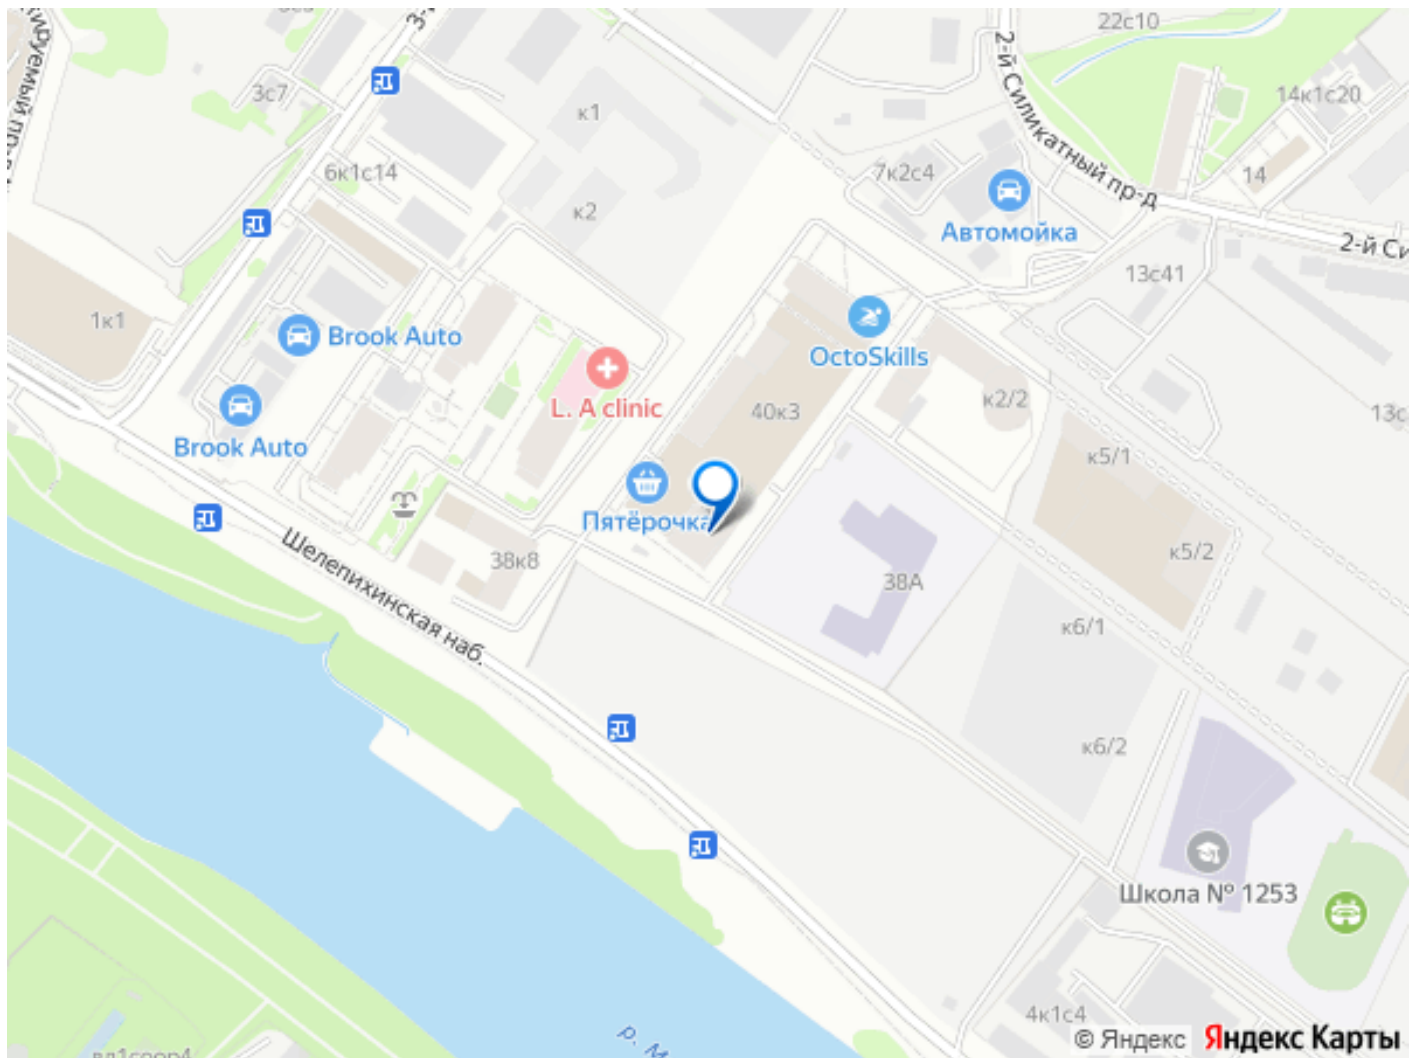 22с10
3с7
14к1с20
к1
6к1с14
7к2с4
14
2-й Силикатный пр-д
к2
Автомойка
13с41
1к1
Brook Auto
OctoSkills
L. A clinic
40к3
к2/2
Brook Auto
к5/1
Пятёрочка
38к8
к5/2
Шелепихинская наб.
38А
к6/1
к6/2
Школа № 1253
4к1с4
© Яндекс Яндекс Карты